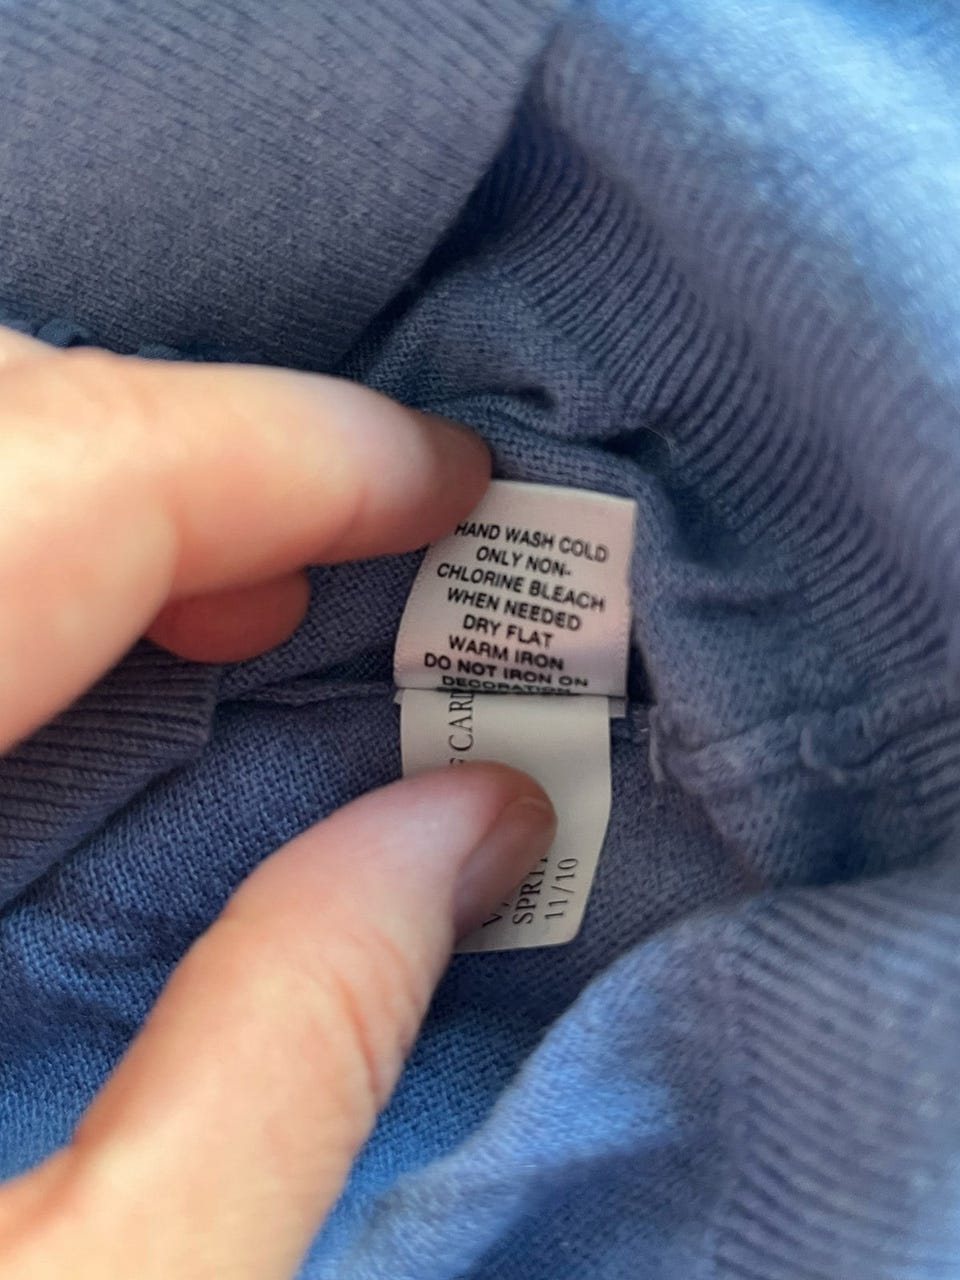 HAND WASH COLD
ONLY NON-
CHLORINE BLEACH
WHEN NEEDED
DRY FLAT
WARM IRON
DO NOT IRON ON
DECORATION
11/10